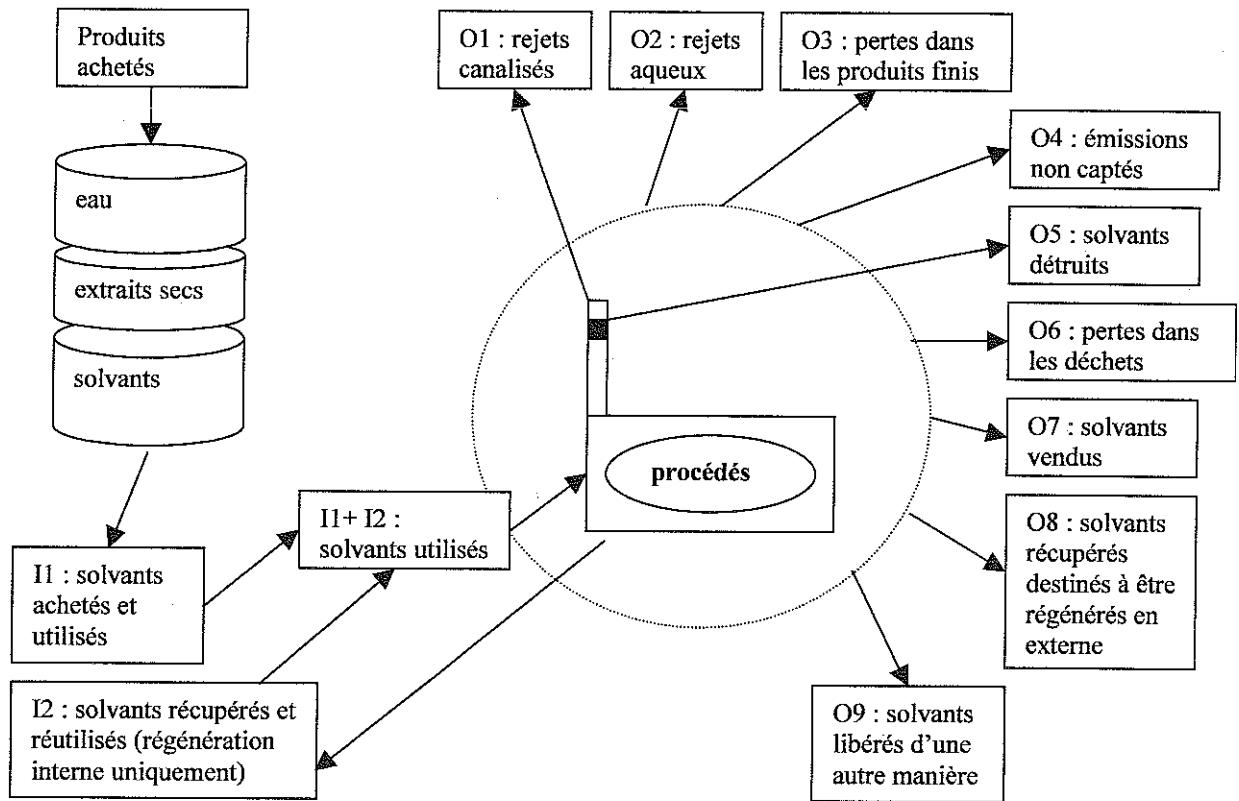 Produits
achetés
eau
extraits secs
solvants
I1 : solvants
achetés et
utilisés
I2 : solvants récupérés et
réutilisés (régénération
interne uniquement)
I1+ I2 :
solvants utilisés
procédés
O1 : rejets
canalisés
O2 : rejets
aqueux
O3 : pertes dans
les produits finis
O4 : émissions
non captés
O5 : solvants
détruits
O6 : pertes dans
les déchets
O7 : solvants
vendus
O8 : solvants
récupérés
destinés à être
régénérés en
externe
O9 : solvants
libérés d'une
autre manière